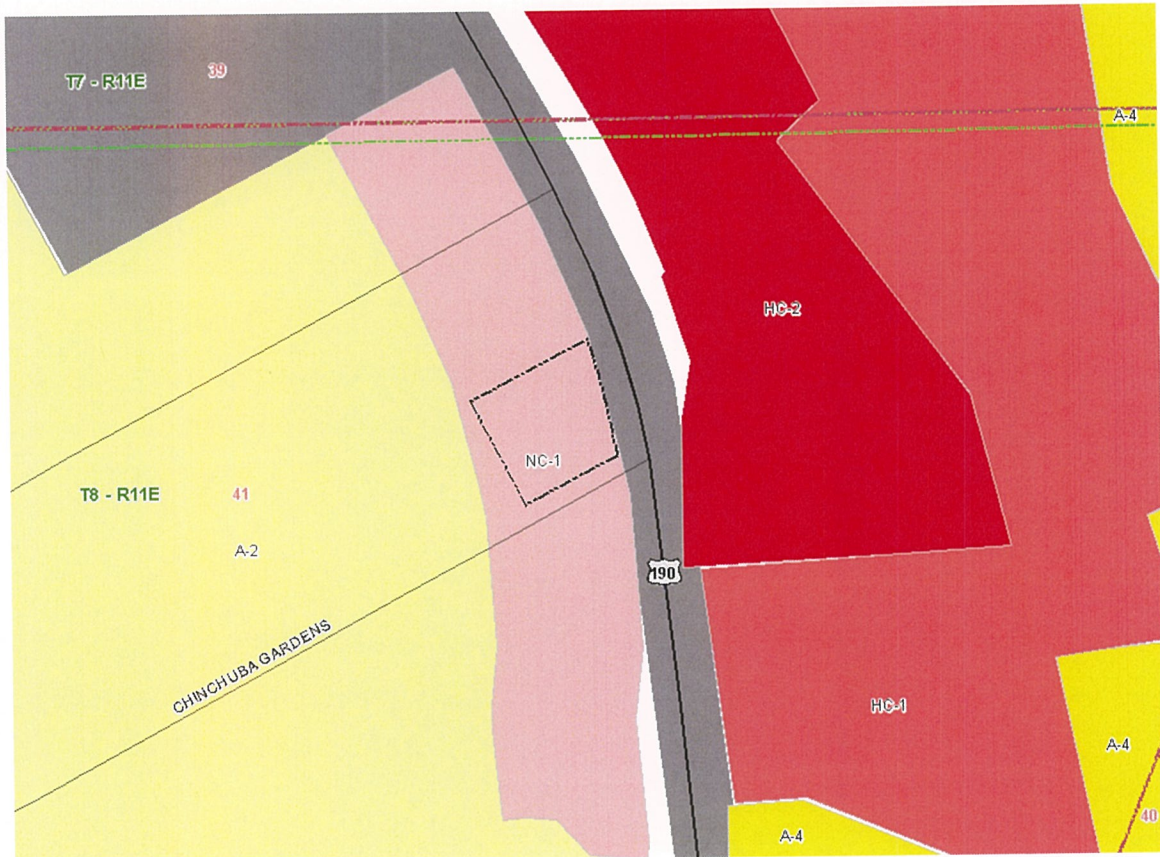 39
T7 - R11E
A-4
HC-2
NC-1
T8 - R11E
41
A-2
190
CHINCHUBA GARDENS
HC-1
A-4
40
A-4